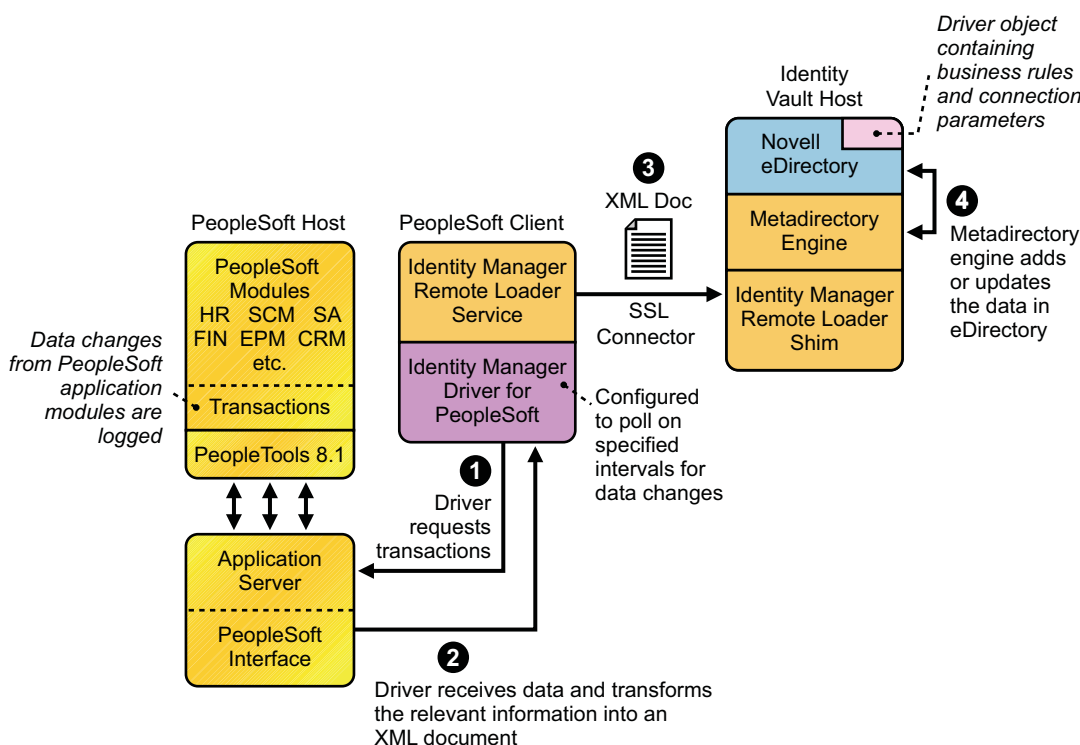 Driver object
containing
business rules
and connection
parameters
Identity
Vault Host
Novell
eDirectory
Metadirectory
Engine
Identity Manager
Remote Loader
Shim
4
Metadirectory
engine adds
or updates
the data in
eDirectory
3
XML Doc
SSL
Connector
PeopleSoft Host
PeopleSoft
Modules
HR SCM SA
FIN EPM CRM
etc.
Transactions
PeopleTools 8.1
Data changes
from PeopleSoft
application
modules are
logged
PeopleSoft Client
Identity Manager
Remote Loader
Service
Identity Manager
Driver for
PeopleSoft
Configured
to poll on
specified
intervals for
data changes
1
Driver
requests
transactions
Application
Server
PeopleSoft
Interface
2
Driver receives data and transforms
the relevant information into an
XML document